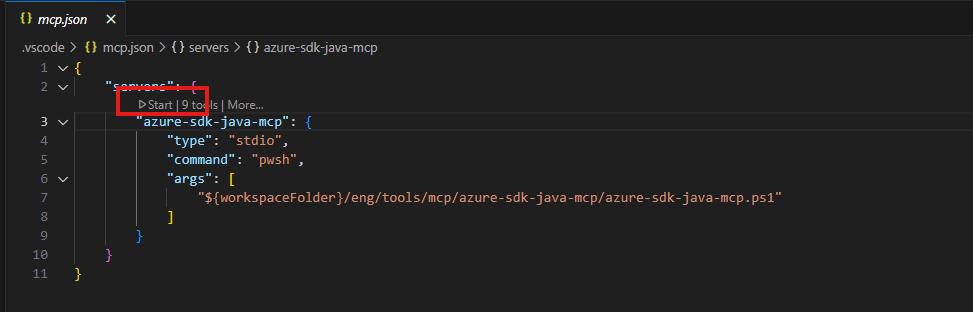 {} mcp.json ✕
.vscode > {} mcp.json > {} servers > {} azure-sdk-java-mcp
1 {
2 "servers": {
▷Start | 9 tools | More...
3 "azure-sdk-java-mcp": {
4 "type": "stdio",
5 "command": "pwsh",
6 "args": [
7 "${workspaceFolder}/eng/tools/mcp/azure-sdk-java-mcp/azure-sdk-java-mcp.ps1"
8 ]
9 }
10 }
11 }